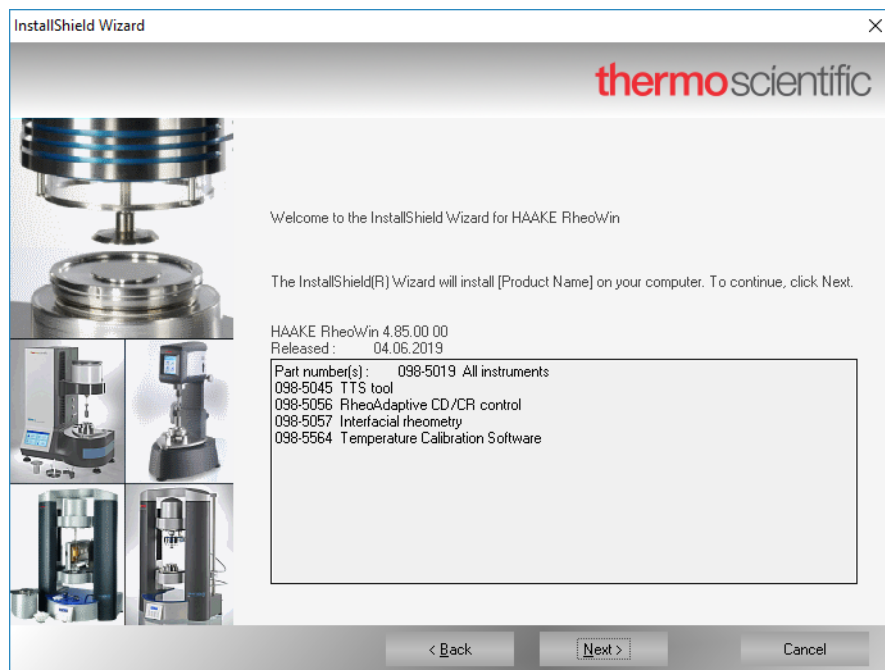 InstallShield Wizard
thermoscientific
Welcome to the InstallShield Wizard for HAAKE RheoWin
The InstallShield(R) Wizard will install [Product Name] on your computer. To continue, click Next.
HAAKE RheoWin 4.85.00 00
Released : 04.06.2019
Part number(s) : 098-5019 All instruments
098-5045 TTS tool
098-5056 RheoAdaptive CD/CR control
098-5057 Interfacial rheometry
098-5564 Temperature Calibration Software
< Back
Next >
Cancel